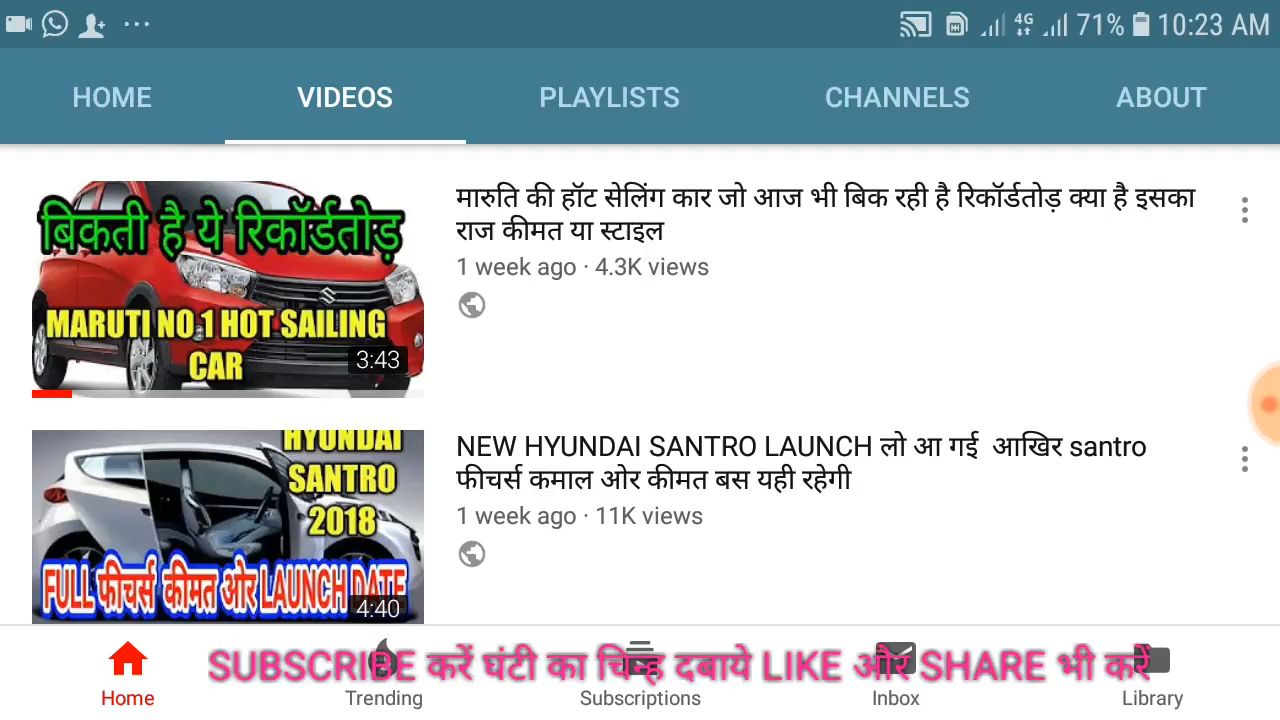 4G 71% 10:23 AM
HOME VIDEOS PLAYLISTS CHANNELS ABOUT
बिकती है ये रिकॉर्डतोड़
MARUTI NO 1 HOT SAILING
CAR
3:43
मारुति की हॉट सेलिंग कार जो आज भी बिक रही है रिकॉर्डतोड़ क्या है इसका
राज कीमत या स्टाइल
1 week ago · 4.3K views
HYUNDAI
SANTRO
2018
FULL फीचर्स कीमत ओर LAUNCH DATE
4:40
NEW HYUNDAI SANTRO LAUNCH लो आ गई आखिर santro
फीचर्स कमाल ओर कीमत बस यही रहेगी
1 week ago · 11K views
SUBSCRIBE करें घंटी का चिन्ह दबाये LIKE और SHARE भी करें
Home Trending Subscriptions Inbox Library